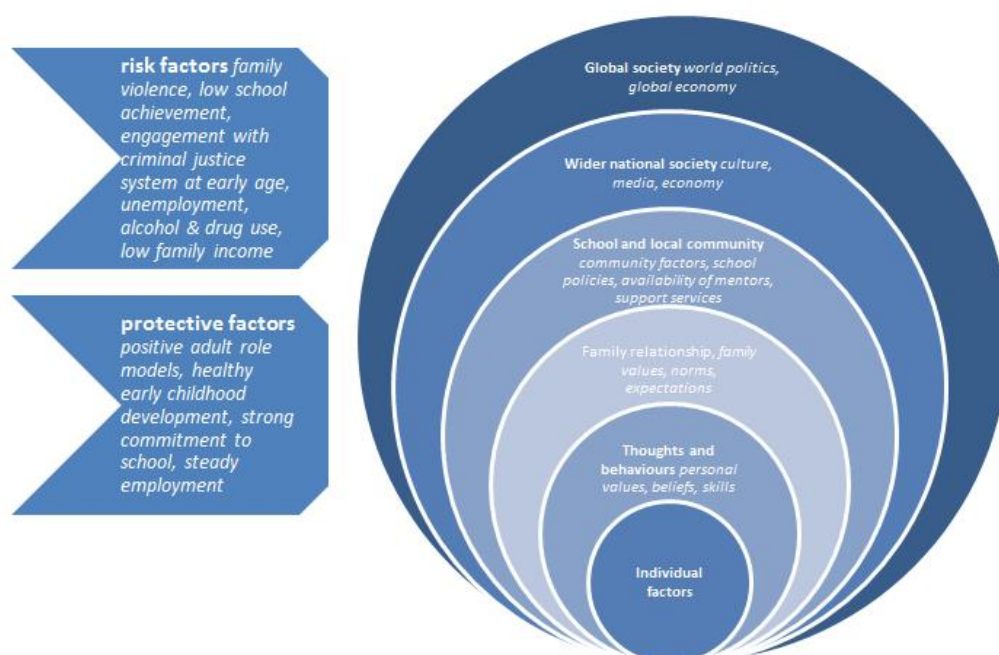 risk factors family
violence, low school
achievement,
engagement with
criminal justice
system at early age,
unemployment,
alcohol & drug use,
low family income
protective factors
positive adult role
models, healthy
early childhood
development, strong
commitment to
school, steady
employment
Global society world politics,
global economy
Wider national society culture,
media, economy
School and local community
community factors, school
policies, availability of mentors,
support services
Family relationship, family
values, norms,
expectations
Thoughts and
behaviours personal
values, beliefs, skills
Individual
factors